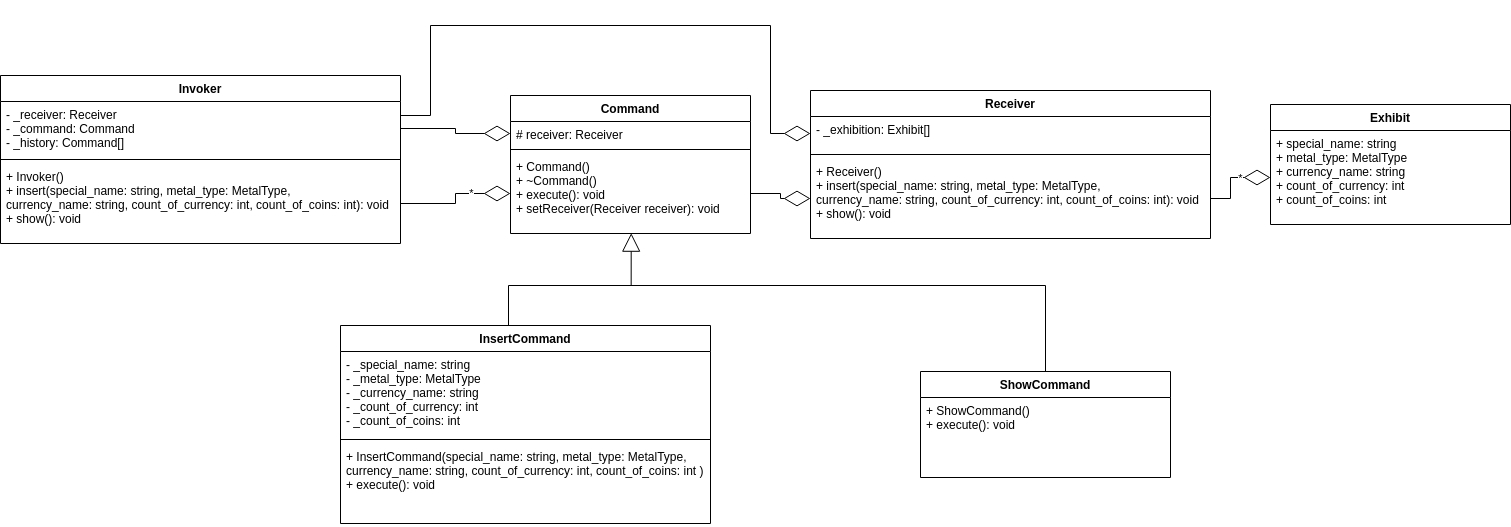 Invoker
- _receiver: Receiver
- _command: Command
- _history: Command[]
+ Invoker()
+ insert(special_name: string, metal_type: MetalType,
currency_name: string, count_of_currency: int, count_of_coins: int): void
+ show(): void
*
Command
# receiver: Receiver
+ Command()
+ ~Command()
+ execute(): void
+ setReceiver(Receiver receiver): void
Receiver
- _exhibition: Exhibit[]
+ Receiver()
+ insert(special_name: string, metal_type: MetalType,
currency_name: string, count_of_currency: int, count_of_coins: int): void
+ show(): void
*
Exhibit
+ special_name: string
+ metal_type: MetalType
+ currency_name: string
+ count_of_currency: int
+ count_of_coins: int
InsertCommand
- _special_name: string
- _metal_type: MetalType
- _currency_name: string
- _count_of_currency: int
- _count_of_coins: int
+ InsertCommand(special_name: string, metal_type: MetalType,
currency_name: string, count_of_currency: int, count_of_coins: int )
+ execute(): void
ShowCommand
+ ShowCommand()
+ execute(): void